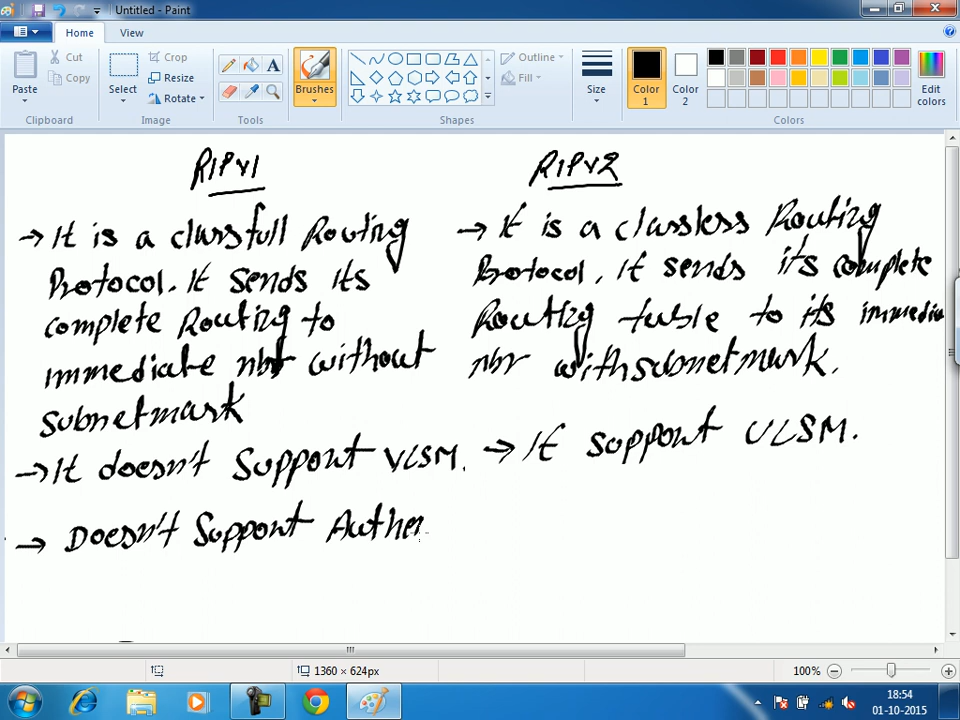 Untitled - Paint
Home View
Paste
Cut
Copy
Clipboard
Select
Crop
Resize
Rotate
Image
A
Tools
Brushes
Shapes
Outline
Fill
Size
Color 1
Color 2
Edit colors
Colors
RIPv1
→ It is a classfull Routing
Protocol. It sends its
complete Routing to
immediate nbr without
subnetmask
→ It doesn't support VLSM.
→ Doesn't Support Authen
RIPv2
→ It is a classless Routing
Protocol, It sends its complete
Routing table to its immedia
nbr withsubnetmask.
→ It support VLSM.
1360 × 624px
100%
18:54
01-10-2015